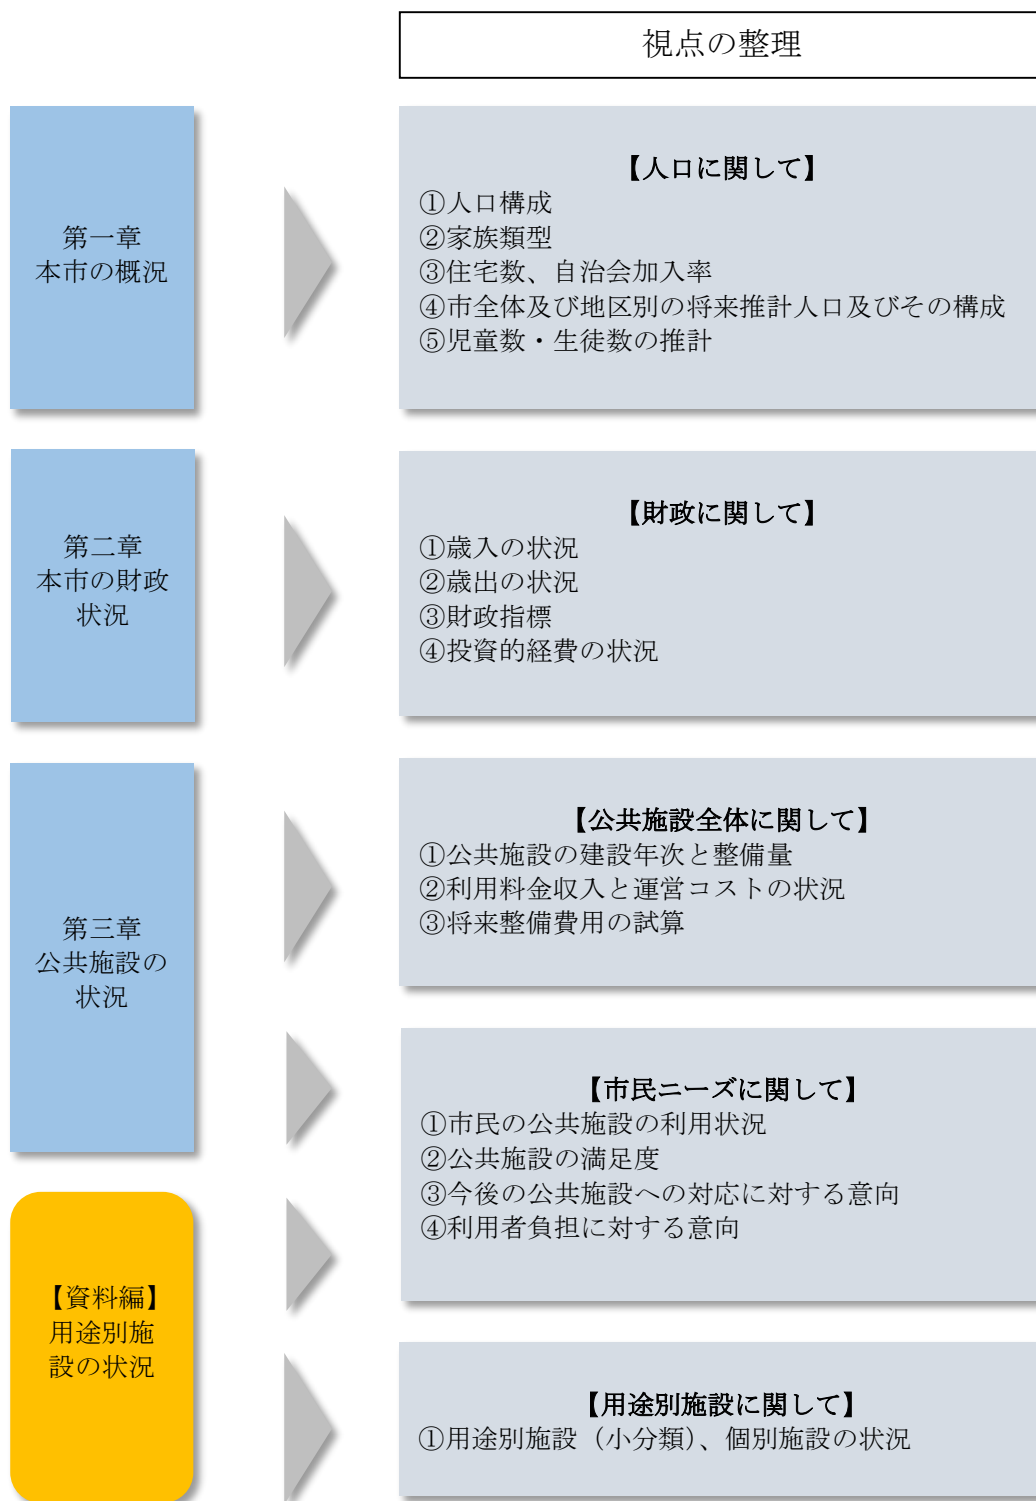 視点の整理
第一章
本市の概況
【人口に関して】
①人口構成
②家族類型
③住宅数、自治会加入率
④市全体及び地区別の将来推計人口及びその構成
⑤児童数・生徒数の推計
第二章
本市の財政
状況
【財政に関して】
①歳入の状況
②歳出の状況
③財政指標
④投資的経費の状況
第三章
公共施設の
状況
【公共施設全体に関して】
①公共施設の建設年次と整備量
②利用料金収入と運営コストの状況
③将来整備費用の試算
【市民ニーズに関して】
①市民の公共施設の利用状況
②公共施設の満足度
③今後の公共施設への対応に対する意向
④利用者負担に対する意向
【資料編】
用途別施
設の状況
【用途別施設に関して】
①用途別施設（小分類）、個別施設の状況